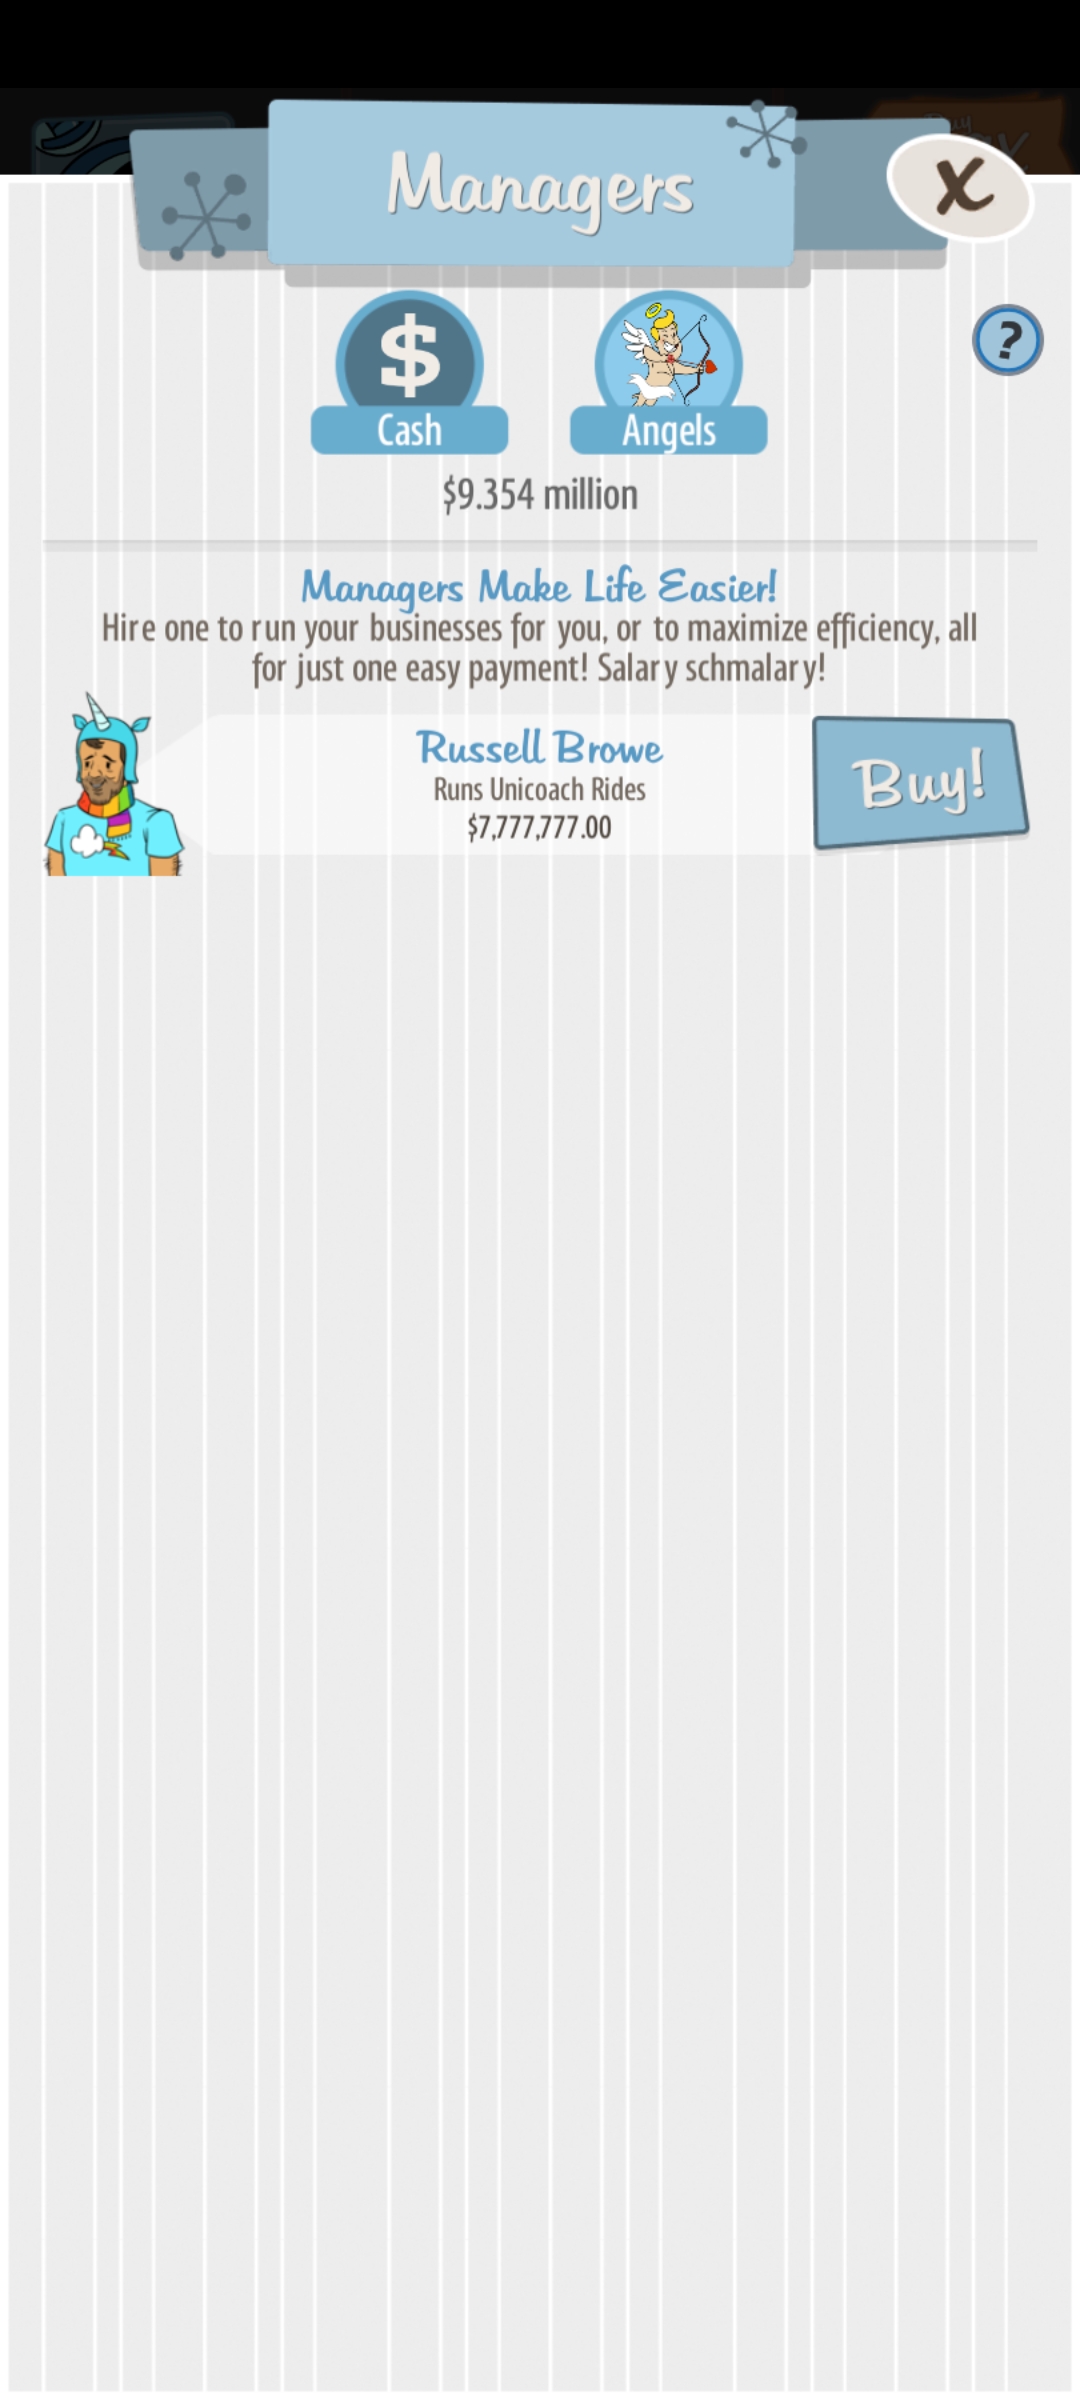 Managers
X
$
?
Cash
Angels
$9.354 million
Managers Make Life Easier!
Hire one to run your businesses for you, or to maximize efficiency, all
for just one easy payment! Salary schmalary!
Russell Browe
Runs Unicoach Rides
$7,777,777.00
Buy!